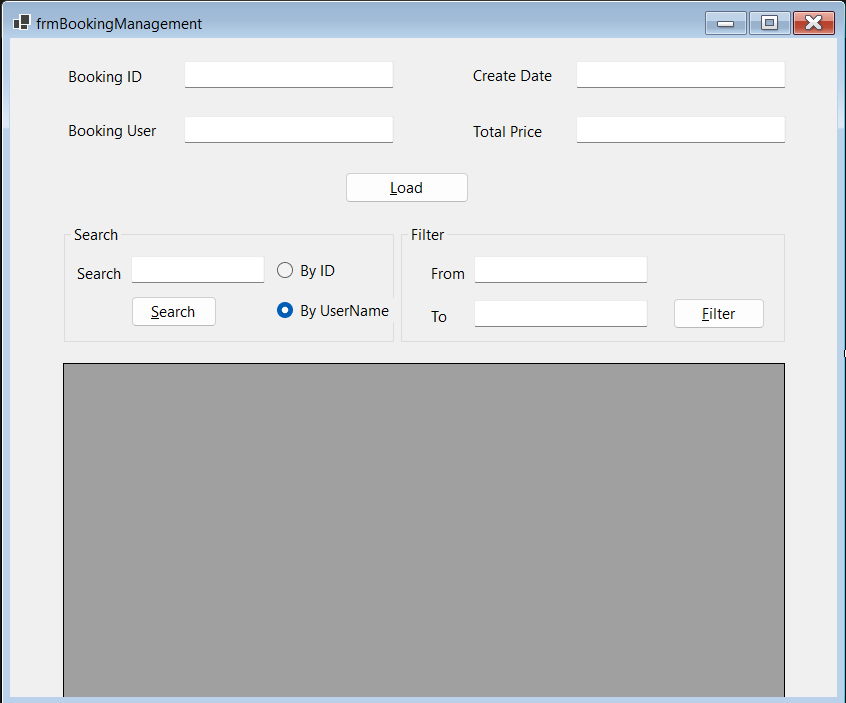 frmBookingManagement
Booking ID
Create Date
Booking User
Total Price
Load
Search
Filter
Search
By ID
From
Search
By UserName
To
Filter